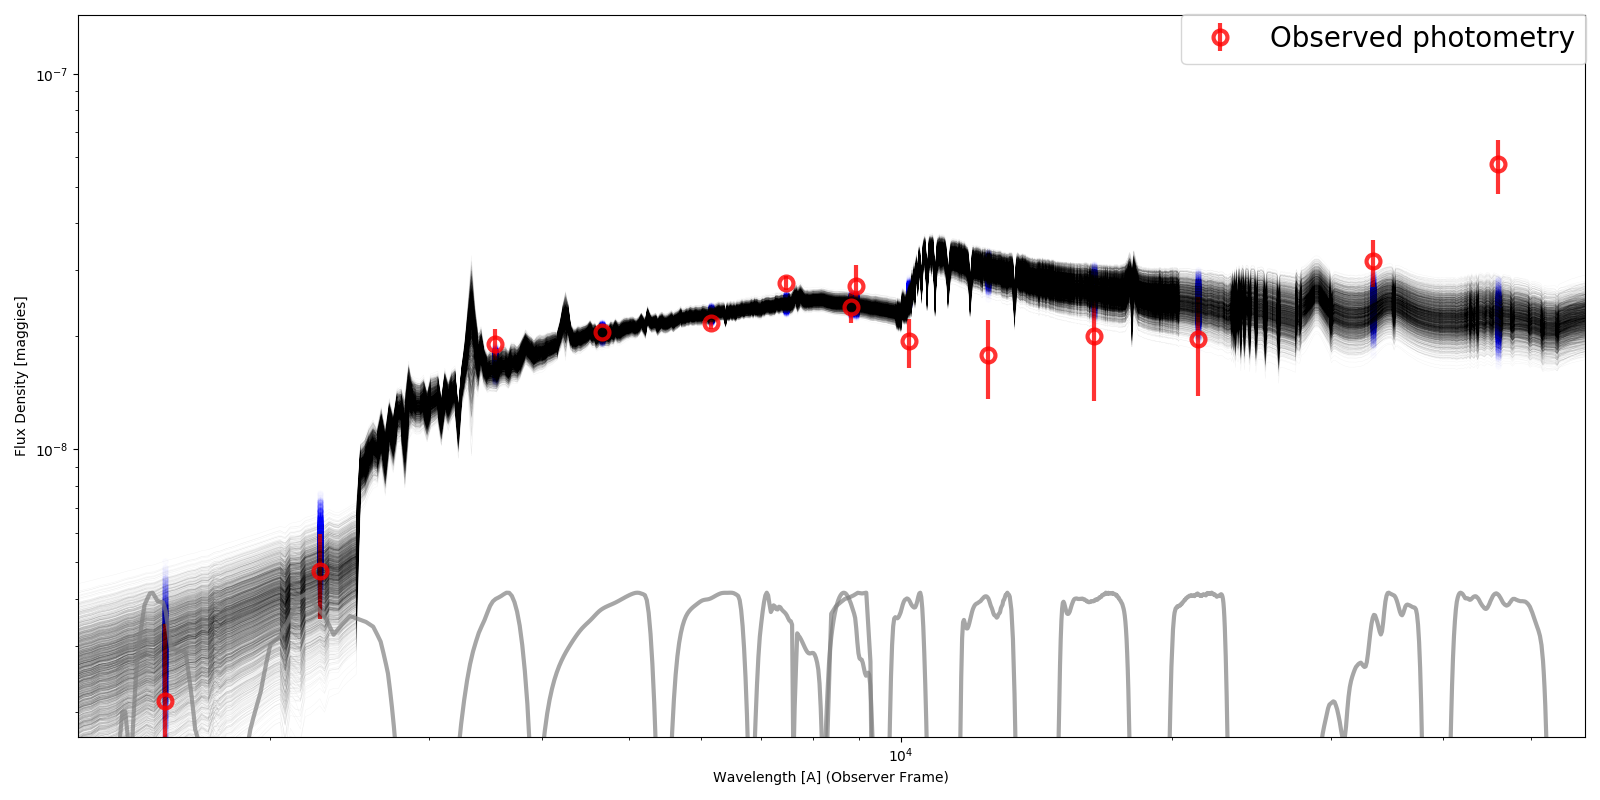 Observed photometry
10⁻⁷
Flux Density [maggies]
10⁻⁸
10⁴
Wavelength [A] (Observer Frame)